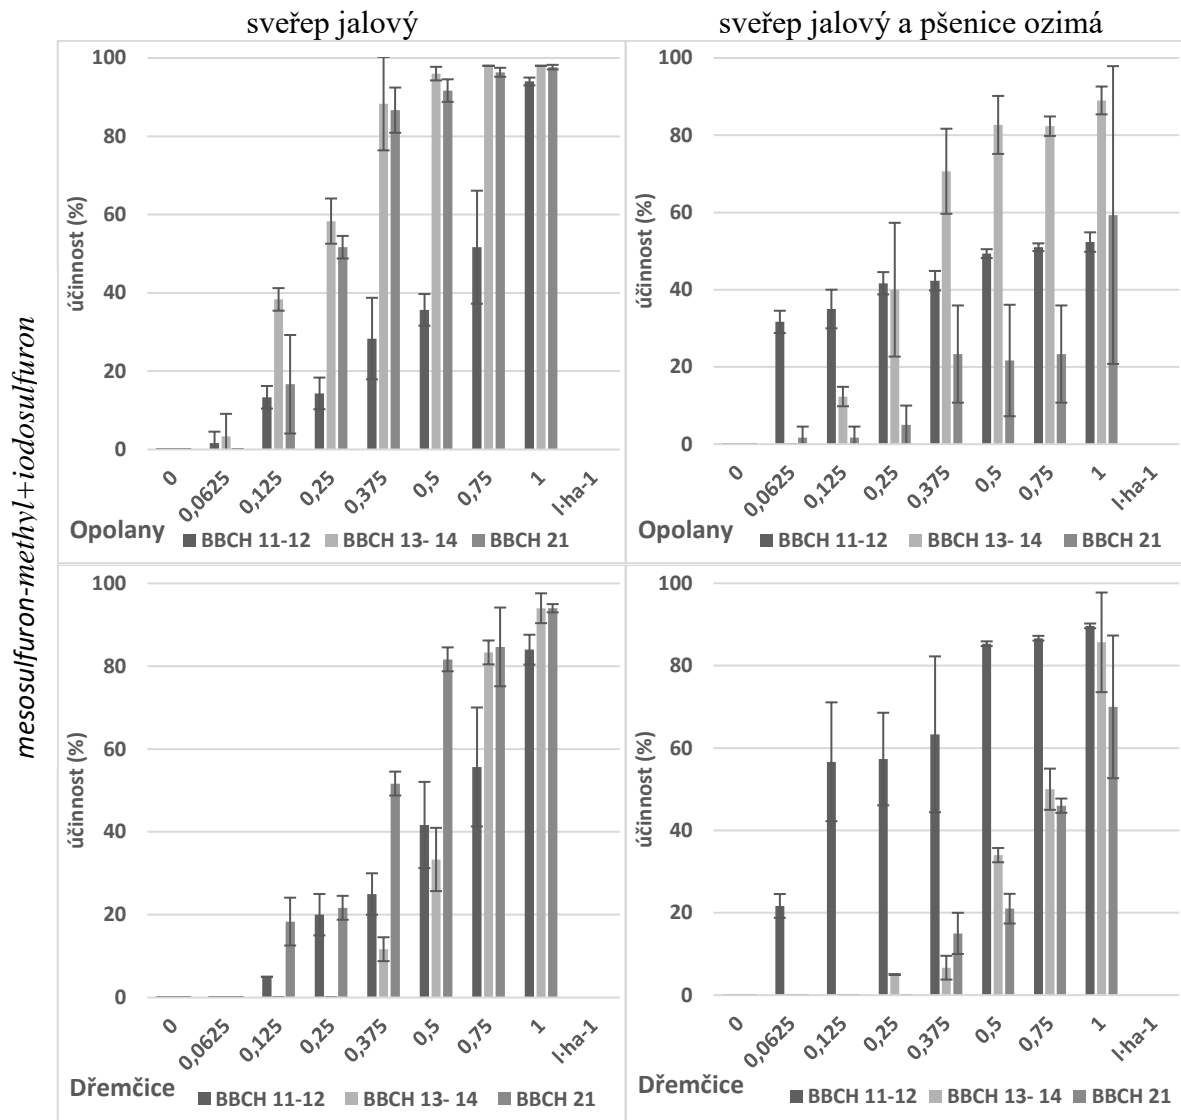 sveřep jalový
sveřep jalový a pšenice ozimá
mesosulfuron-methyl+iodosulfuron
100
80
60
40
20
0
účinnost (%)
0
0,0625
0,125
0,25
0,375
0,5
0,75
1
l·ha-1
Opolany
BBCH 11-12
BBCH 13- 14
BBCH 21
100
80
60
40
20
0
účinnost (%)
0
0,0625
0,125
0,25
0,375
0,5
0,75
1
l·ha-1
Opolany
BBCH 11-12
BBCH 13- 14
BBCH 21
100
80
60
40
20
0
účinnost (%)
0
0,0625
0,125
0,25
0,375
0,5
0,75
1
l·ha-1
Dřemčice
BBCH 11-12
BBCH 13- 14
BBCH 21
100
80
60
40
20
0
účinnost (%)
0
0,0625
0,125
0,25
0,375
0,5
0,75
1
l·ha-1
Dřemčice
BBCH 11-12
BBCH 13- 14
BBCH 21